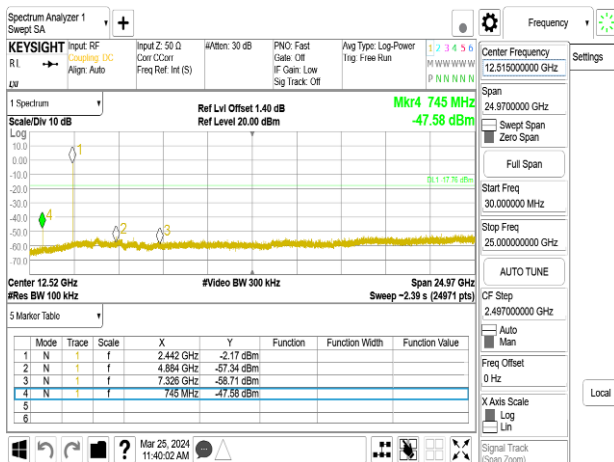 Spectrum Analyzer 1
Swept SA
+
Frequency
KEYSIGHT
Input: RF
Coupling: DC
Align: Auto
Input Z: 50 Ω
Corr CCorr
Freq Ref: Int (S)
#Atten: 30 dB
PNO: Fast
Gate: Off
IF Gain: Low
Sig Track: Off
Avg Type: Log-Power
Trig: Free Run
1 2 3 4 5 6
M W W W W W
P N N N N N
1 Spectrum
Scale/Div 10 dB
Ref Lvl Offset 1.40 dB
Ref Level 20.00 dBm
Mkr4 745 MHz
-47.58 dBm
Log
10.0
0.00
-10.0
-20.0
-30.0
-40.0
-50.0
-60.0
-70.0
1
2
3
4
Center 12.52 GHz
#Res BW 100 kHz
#Video BW 300 kHz
Span 24.97 GHz
Sweep ~2.39 s (24971 pts)
5 Marker Table
Mode Trace Scale X Y Function Function Width Function Value
1 N 1 f 2.442 GHz -2.17 dBm
2 N 1 f 4.884 GHz -57.34 dBm
3 N 1 f 7.326 GHz -58.71 dBm
4 N 1 f 745 MHz -47.58 dBm
5
6
?
Mar 25, 2024
11:40:02 AM
Center Frequency
12.515000000 GHz
Span
24.9700000 GHz
Swept Span
Zero Span
Full Span
Start Freq
30.000000 MHz
Stop Freq
25.000000000 GHz
AUTO TUNE
CF Step
2.497000000 GHz
Auto
Man
Freq Offset
0 Hz
X Axis Scale
Log
Lin
Signal Track
(Span Zoom)
Settings
Local